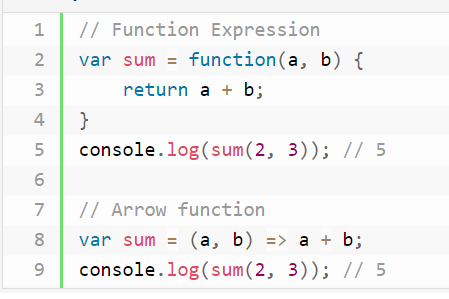 1 // Function Expression
2 var sum = function(a, b) {
3     return a + b;
4 }
5 console.log(sum(2, 3)); // 5
6
7 // Arrow function
8 var sum = (a, b) => a + b;
9 console.log(sum(2, 3)); // 5